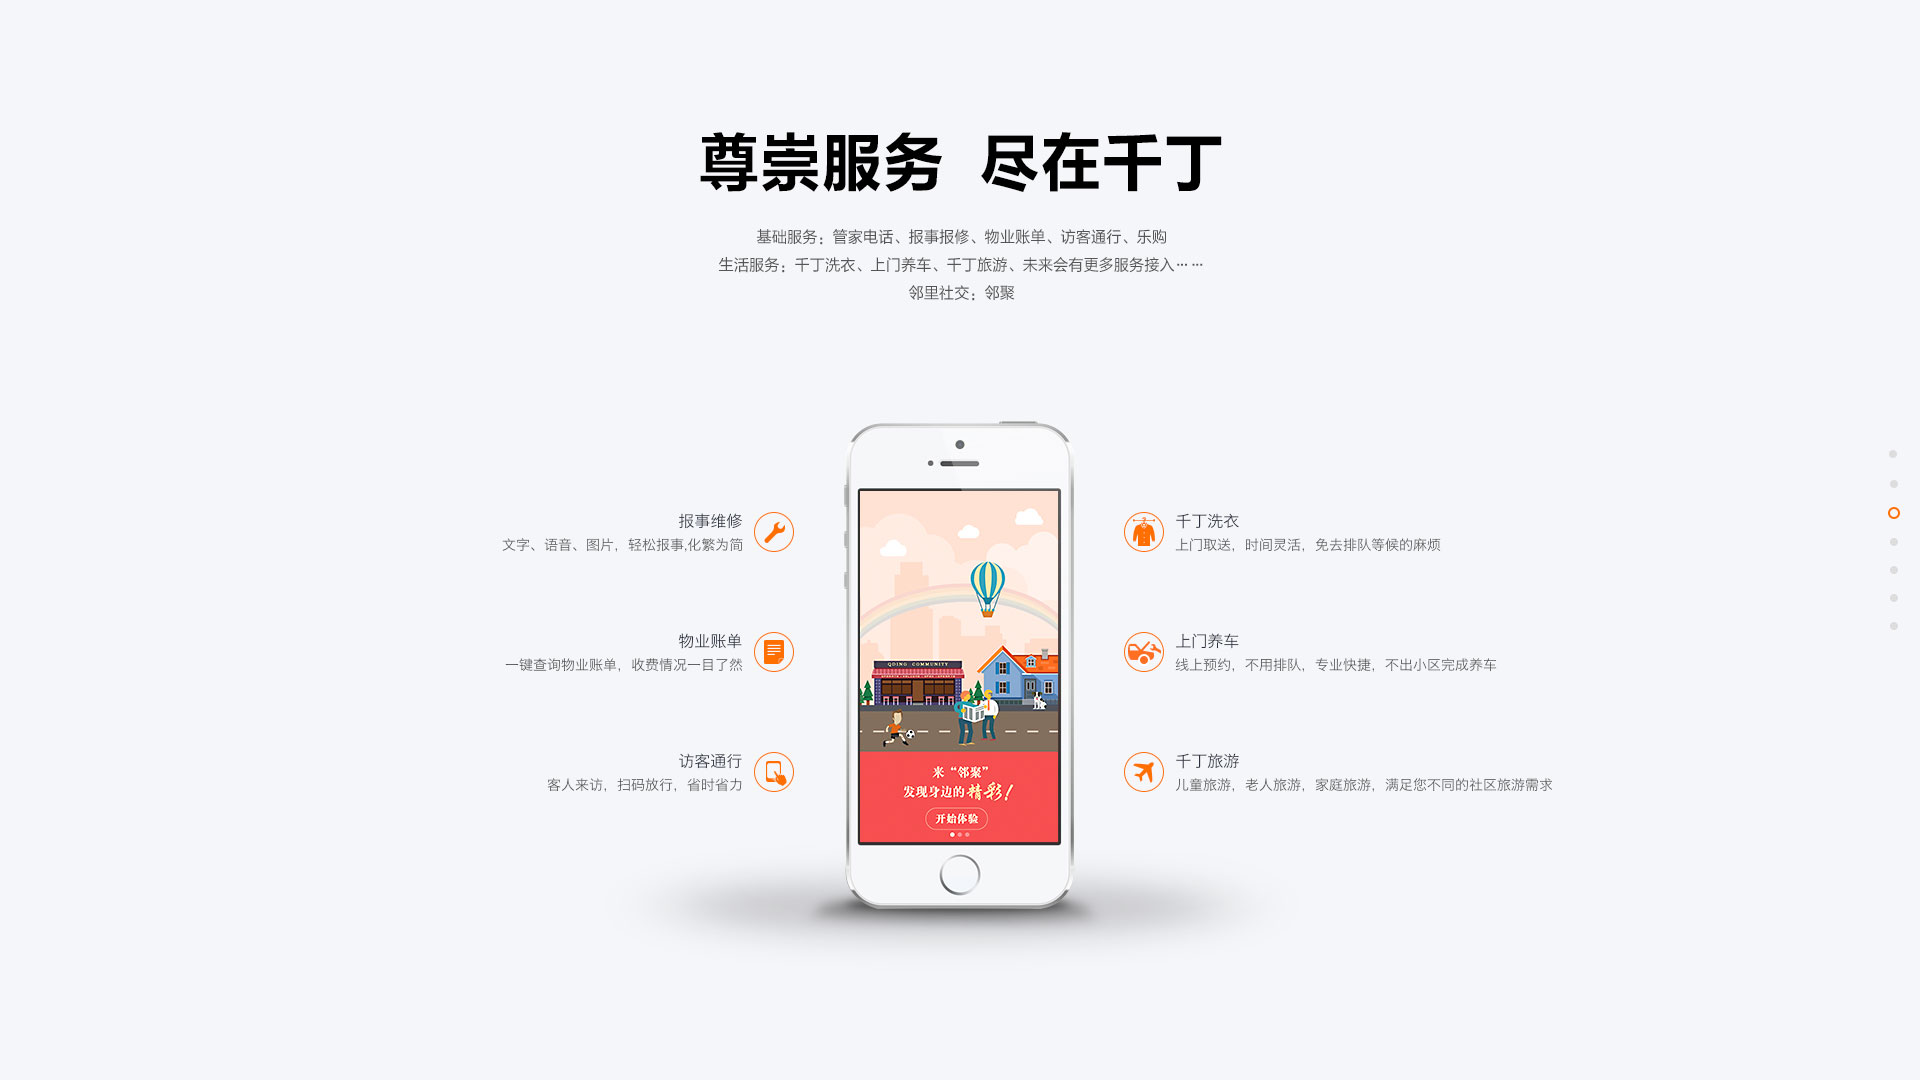 尊崇服务 尽在千丁
基础服务：管家电话、报事报修、物业账单、访客通行、乐购
生活服务：千丁洗衣、上门养车、千丁旅游、未来会有更多服务接入……
邻里社交：邻聚
报事维修
文字、语音、图片，轻松报事,化繁为简
物业账单
一键查询物业账单，收费情况一目了然
访客通行
客人来访，扫码放行，省时省力
QDING COMMUNITY
来“邻聚”
发现身边的精彩！
开始体验
千丁洗衣
上门取送，时间灵活，免去排队等候的麻烦
上门养车
线上预约，不用排队，专业快捷，不出小区完成养车
千丁旅游
儿童旅游，老人旅游，家庭旅游，满足您不同的社区旅游需求